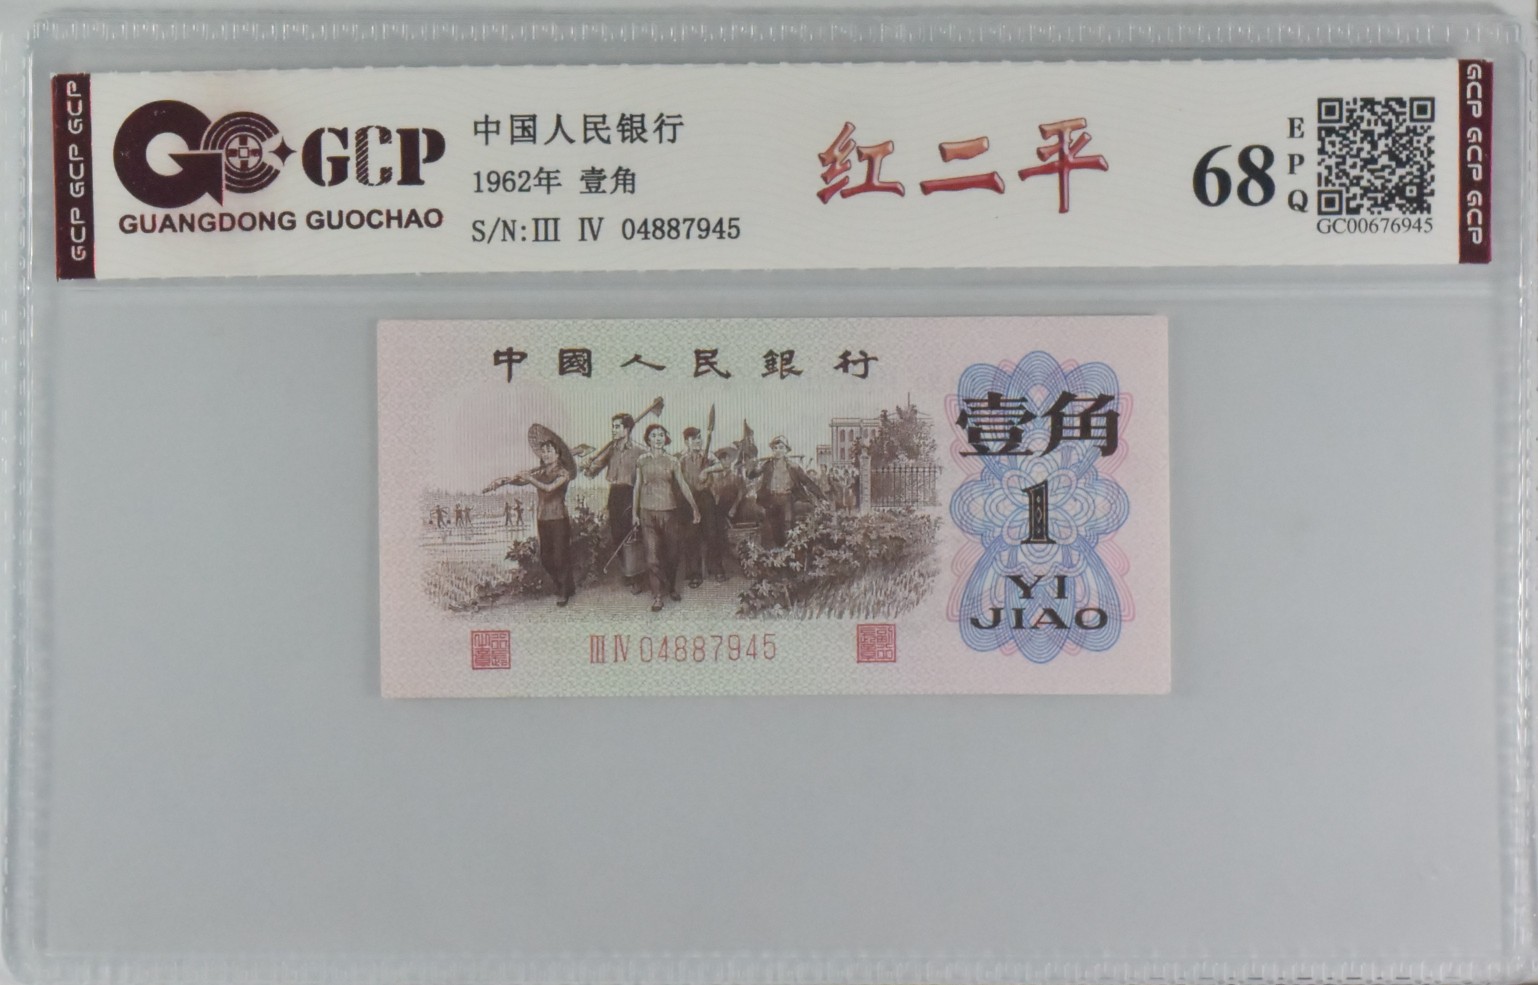 GCP GCP GCP
GCP
GUANGDONG GUOCHAO
中国人民银行
1962年 壹角
S/N:Ⅲ Ⅳ 04887945
红二平
68
EPQ
GC00676945
GCP GCP GCP
中國人民銀行
壹角
1
YI
JIAO
Ⅲ Ⅳ 04887945